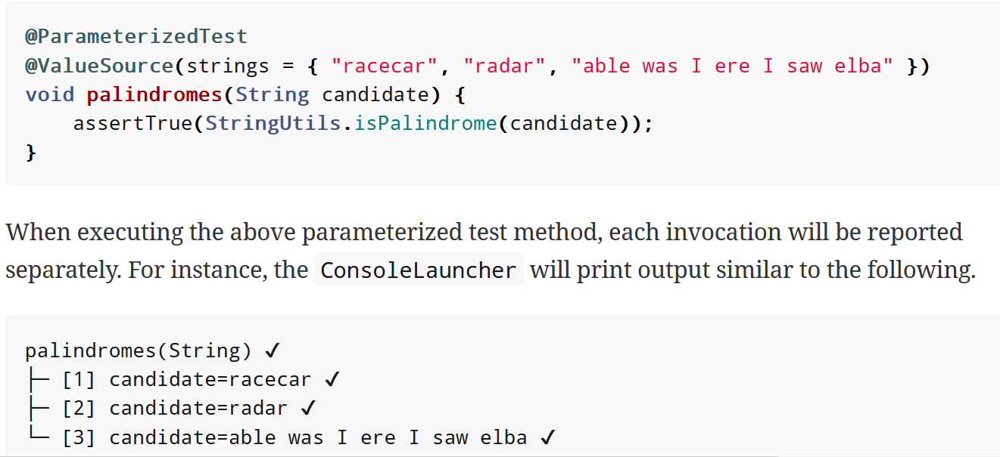 @ParameterizedTest
@ValueSource(strings = { "racecar", "radar", "able was I ere I saw elba" })
void palindromes(String candidate) {
    assertTrue(StringUtils.isPalindrome(candidate));
}
When executing the above parameterized test method, each invocation will be reported
separately. For instance, the ConsoleLauncher will print output similar to the following.
palindromes(String) ✔
├─ [1] candidate=racecar ✔
├─ [2] candidate=radar ✔
└─ [3] candidate=able was I ere I saw elba ✔